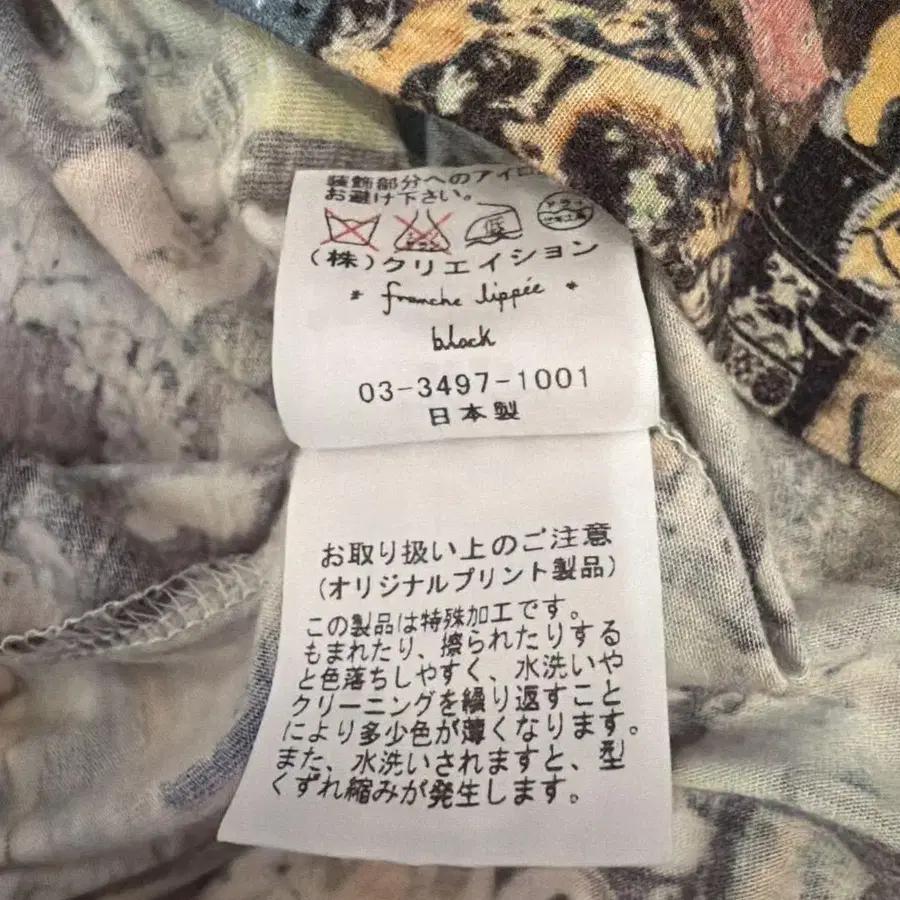 装飾部分へのアイロ
お避け下さい。
低
(株)クリエイション
* franche lippée *
black
03-3497-1001
日本製
お取り扱い上のご注意
(オリジナルプリント製品)
この製品は特殊加工です。
もまれたり、擦られたりする
と色落ちしやすく、水洗いや
クリーニングを繰り返すこと
により多少色が薄くなります。
また、水洗いされますと、型
くずれ縮みが発生します。